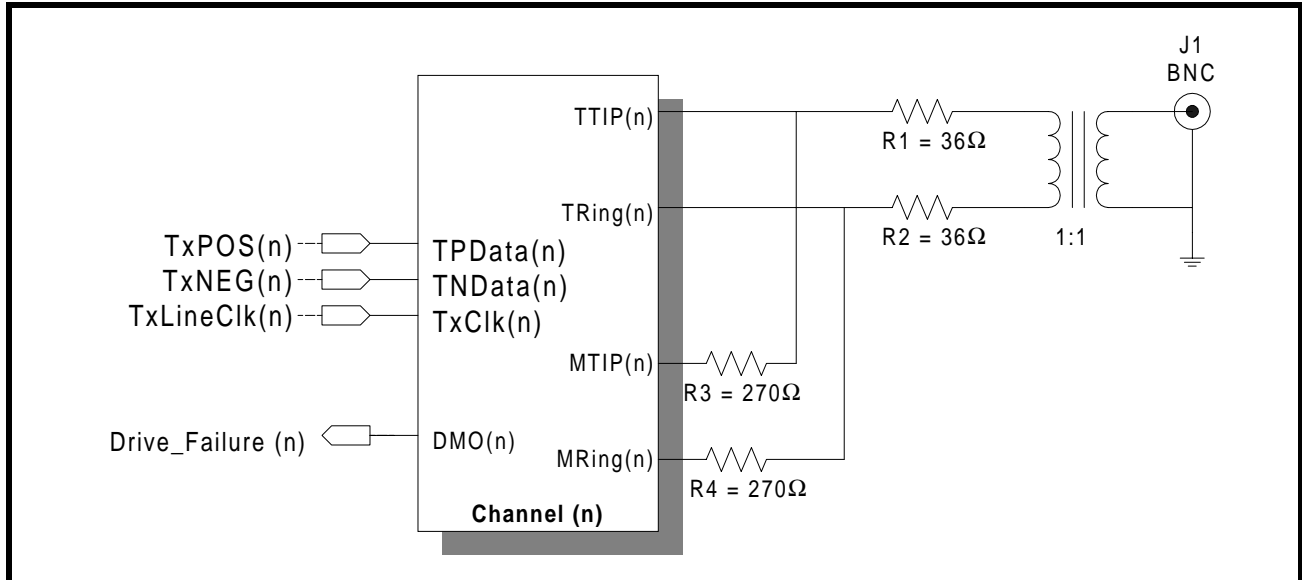 J1
BNC
TTIP(n)
R1 = 36Ω
TRing(n)
R2 = 36Ω
1:1
TxPOS(n)
TPData(n)
TxNEG(n)
TNData(n)
TxLineClk(n)
TxClk(n)
MTIP(n)
R3 = 270Ω
Drive_Failure (n)
DMO(n)
MRing(n)
R4 = 270Ω
Channel (n)